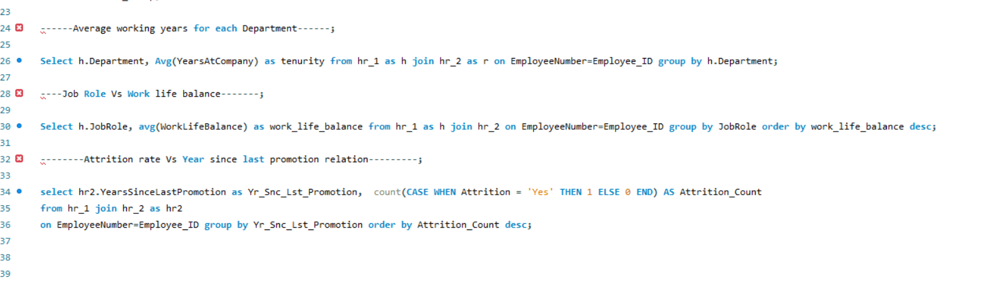 23
24 ------Average working years for each Department------;
25
26 Select h.Department, Avg(YearsAtCompany) as tenurity from hr_1 as h join hr_2 as r on EmployeeNumber=Employee_ID group by h.Department;
27
28 ----Job Role Vs Work life balance-------;
29
30 Select h.JobRole, avg(WorkLifeBalance) as work_life_balance from hr_1 as h join hr_2 on EmployeeNumber=Employee_ID group by JobRole order by work_life_balance desc;
31
32 --------Attrition rate Vs Year since last promotion relation---------;
33
34 select hr2.YearsSinceLastPromotion as Yr_Snc_Lst_Promotion,  count(CASE WHEN Attrition = 'Yes' THEN 1 ELSE 0 END) AS Attrition_Count
35 from hr_1 join hr_2 as hr2
36 on EmployeeNumber=Employee_ID group by Yr_Snc_Lst_Promotion order by Attrition_Count desc;
37
38
39